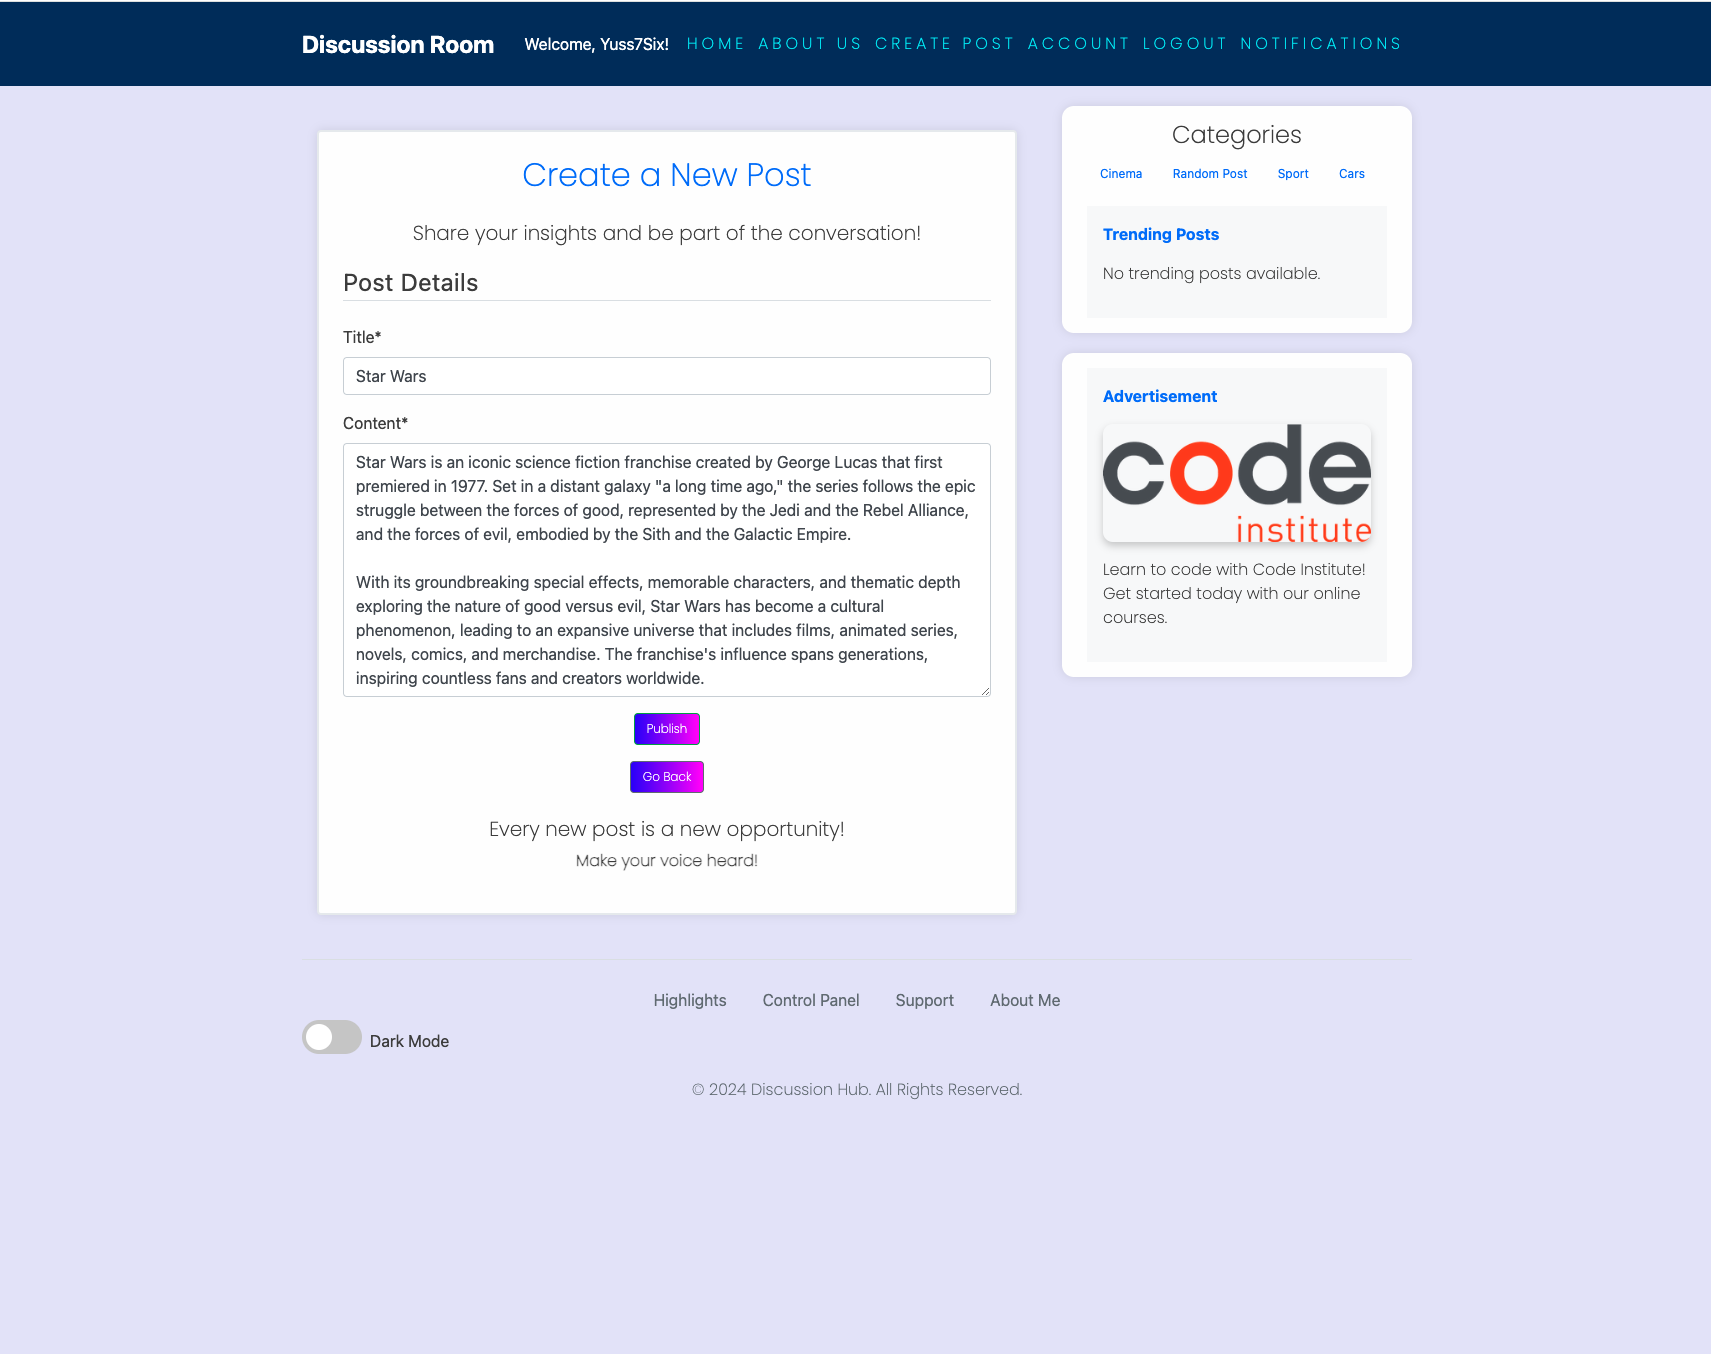 Discussion Room
Welcome, Yuss7Six!
HOME ABOUT US CREATE POST ACCOUNT LOGOUT NOTIFICATIONS
Create a New Post
Share your insights and be part of the conversation!
Post Details
Title*
Star Wars
Content*
Star Wars is an iconic science fiction franchise created by George Lucas that first
premiered in 1977. Set in a distant galaxy "a long time ago," the series follows the epic
struggle between the forces of good, represented by the Jedi and the Rebel Alliance,
and the forces of evil, embodied by the Sith and the Galactic Empire.
With its groundbreaking special effects, memorable characters, and thematic depth
exploring the nature of good versus evil, Star Wars has become a cultural
phenomenon, leading to an expansive universe that includes films, animated series,
novels, comics, and merchandise. The franchise's influence spans generations,
inspiring countless fans and creators worldwide.
Publish
Go Back
Every new post is a new opportunity!
Make your voice heard!
Categories
Cinema Random Post Sport Cars
Trending Posts
No trending posts available.
Advertisement
code
institute
Learn to code with Code Institute!
Get started today with our online
courses.
Highlights Control Panel Support About Me
Dark Mode
© 2024 Discussion Hub. All Rights Reserved.